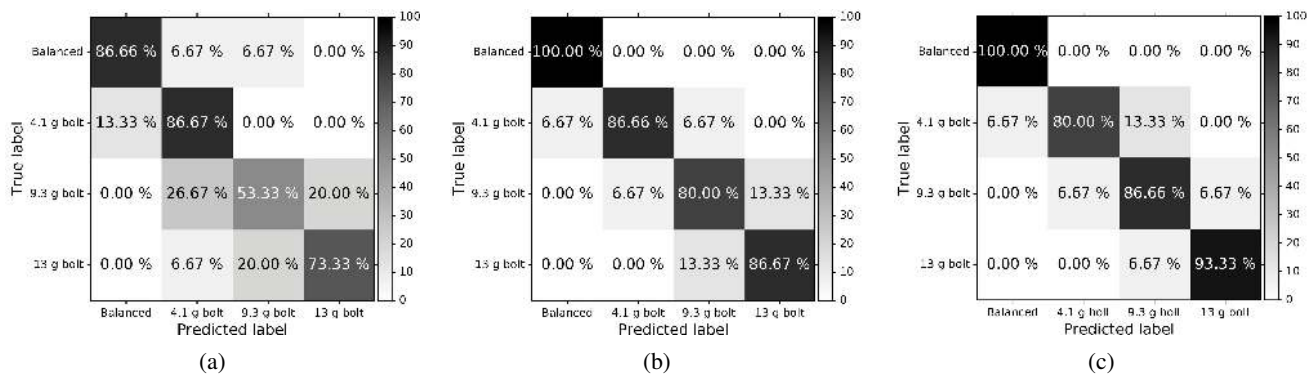 Balanced 86.66 % 6.67 % 6.67 % 0.00 %
4.1 g bolt 13.33 % 86.67 % 0.00 % 0.00 %
9.3 g bolt 0.00 % 26.67 % 53.33 % 20.00 %
13 g bolt 0.00 % 6.67 % 20.00 % 73.33 %
Balanced 4.1 g bolt 9.3 g bolt 13 g bolt
Predicted label
True label
100
90
80
70
60
50
40
30
20
10
0
(a)
Balanced 100.00 % 0.00 % 0.00 % 0.00 %
4.1 g bolt 6.67 % 86.66 % 6.67 % 0.00 %
9.3 g bolt 0.00 % 6.67 % 80.00 % 13.33 %
13 g bolt 0.00 % 0.00 % 13.33 % 86.67 %
Balanced 4.1 g bolt 9.3 g bolt 13 g bolt
Predicted label
True label
100
90
80
70
60
50
40
30
20
10
0
(b)
Balanced 100.00 % 0.00 % 0.00 % 0.00 %
4.1 g bolt 6.67 % 80.00 % 13.33 % 0.00 %
9.3 g bolt 0.00 % 6.67 % 86.66 % 6.67 %
13 g bolt 0.00 % 0.00 % 6.67 % 93.33 %
Balanced 4.1 g bolt 9.3 g bolt 13 g bolt
Predicted label
True label
100
90
80
70
60
50
40
30
20
10
0
(c)